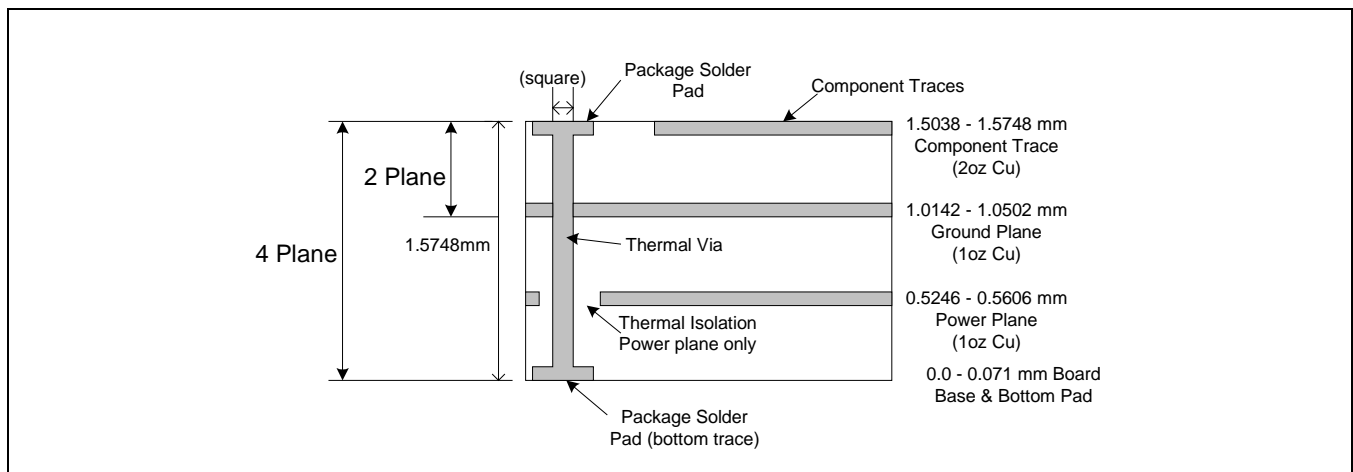 (square)
Package Solder
Pad
Component Traces
1.5038 - 1.5748 mm
Component Trace
(2oz Cu)
2 Plane
1.0142 - 1.0502 mm
Ground Plane
(1oz Cu)
4 Plane
1.5748mm
Thermal Via
0.5246 - 0.5606 mm
Power Plane
(1oz Cu)
Thermal Isolation
Power plane only
0.0 - 0.071 mm Board
Base & Bottom Pad
Package Solder
Pad (bottom trace)